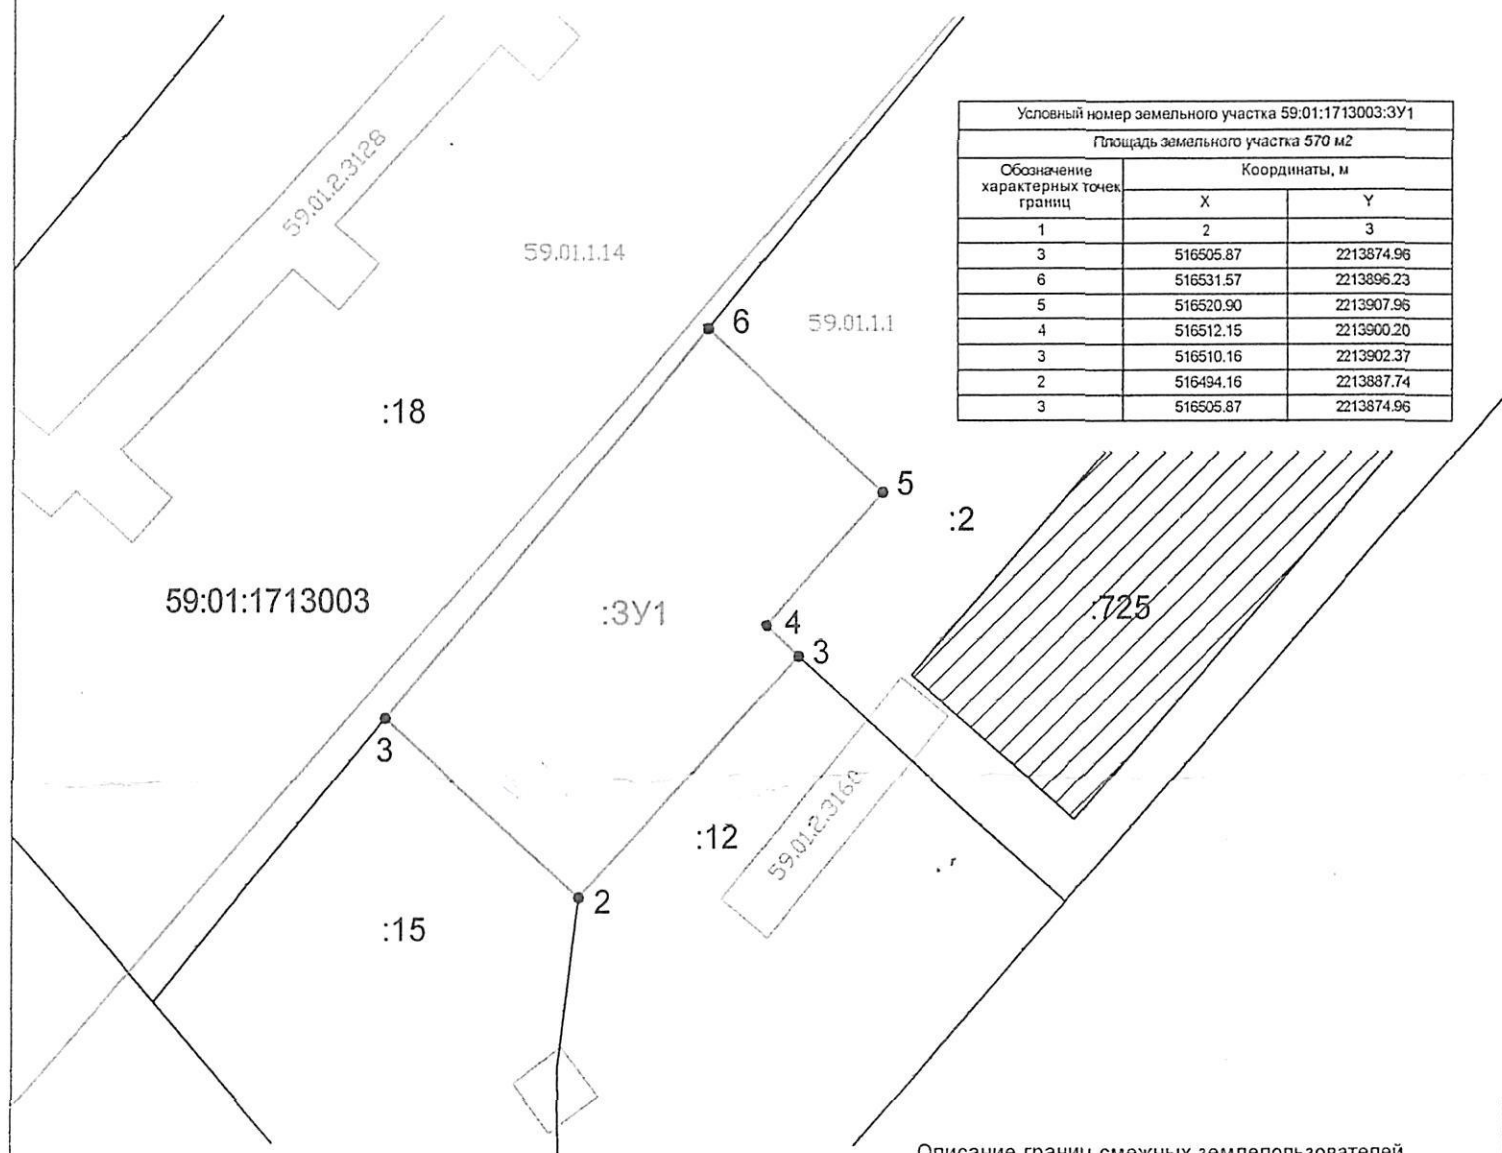 Условный номер земельного участка 59:01:1713003:ЗУ1
Площадь земельного участка 570 м2
Обозначение характерных точек границ
Координаты, м
X Y
1 2 3
3 516505.87 2213874.96
6 516531.57 2213896.23
5 516520.90 2213907.96
4 516512.15 2213900.20
3 516510.16 2213902.37
2 516494.16 2213887.74
3 516505.87 2213874.96
59.01.2.3128
59.01.1.14
6
59.01.1.1
:18
5
:2
59:01:1713003
:ЗУ1
:725
4
3
3
:12
59.01.2.3160
2
:15
Описание границ смежных землепользователей